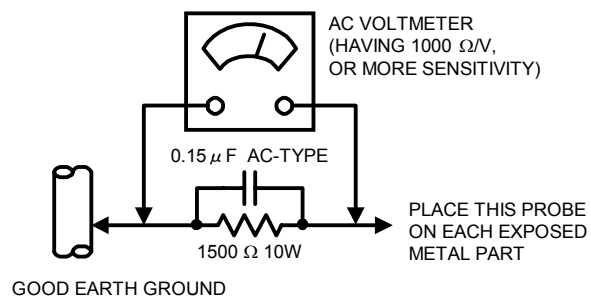 AC VOLTMETER
(HAVING 1000 Ω/V,
OR MORE SENSITIVITY)
0.15 μ F AC-TYPE
1500 Ω 10W
PLACE THIS PROBE
ON EACH EXPOSED
METAL PART
GOOD EARTH GROUND